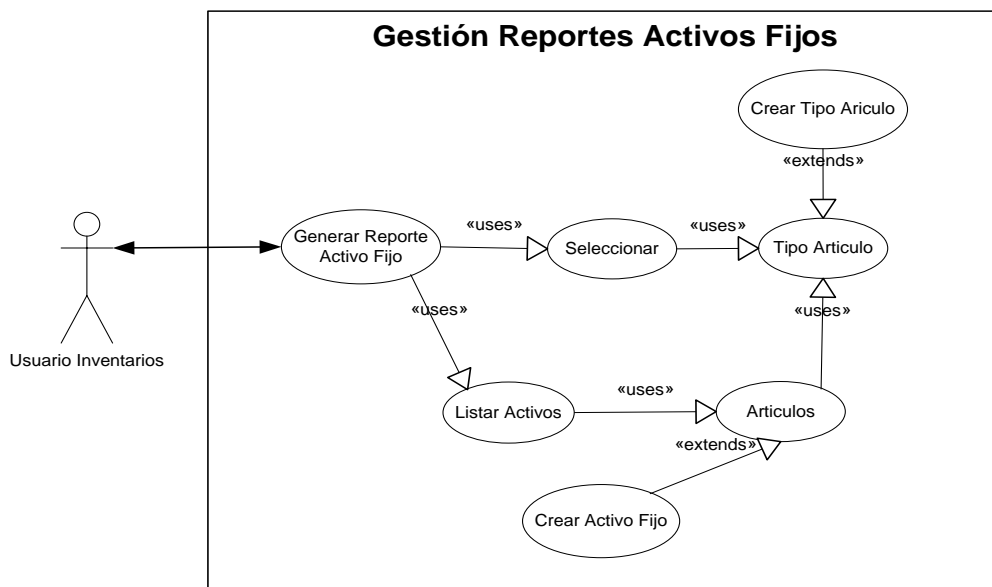 Gestión Reportes Activos Fijos
Crear Tipo Ariculo
«extends»
Generar Reporte
Activo Fijo
«uses»
Seleccionar
«uses»
Tipo Articulo
«uses»
«uses»
Usuario Inventarios
Listar Activos
«uses»
Articulos
«extends»
Crear Activo Fijo